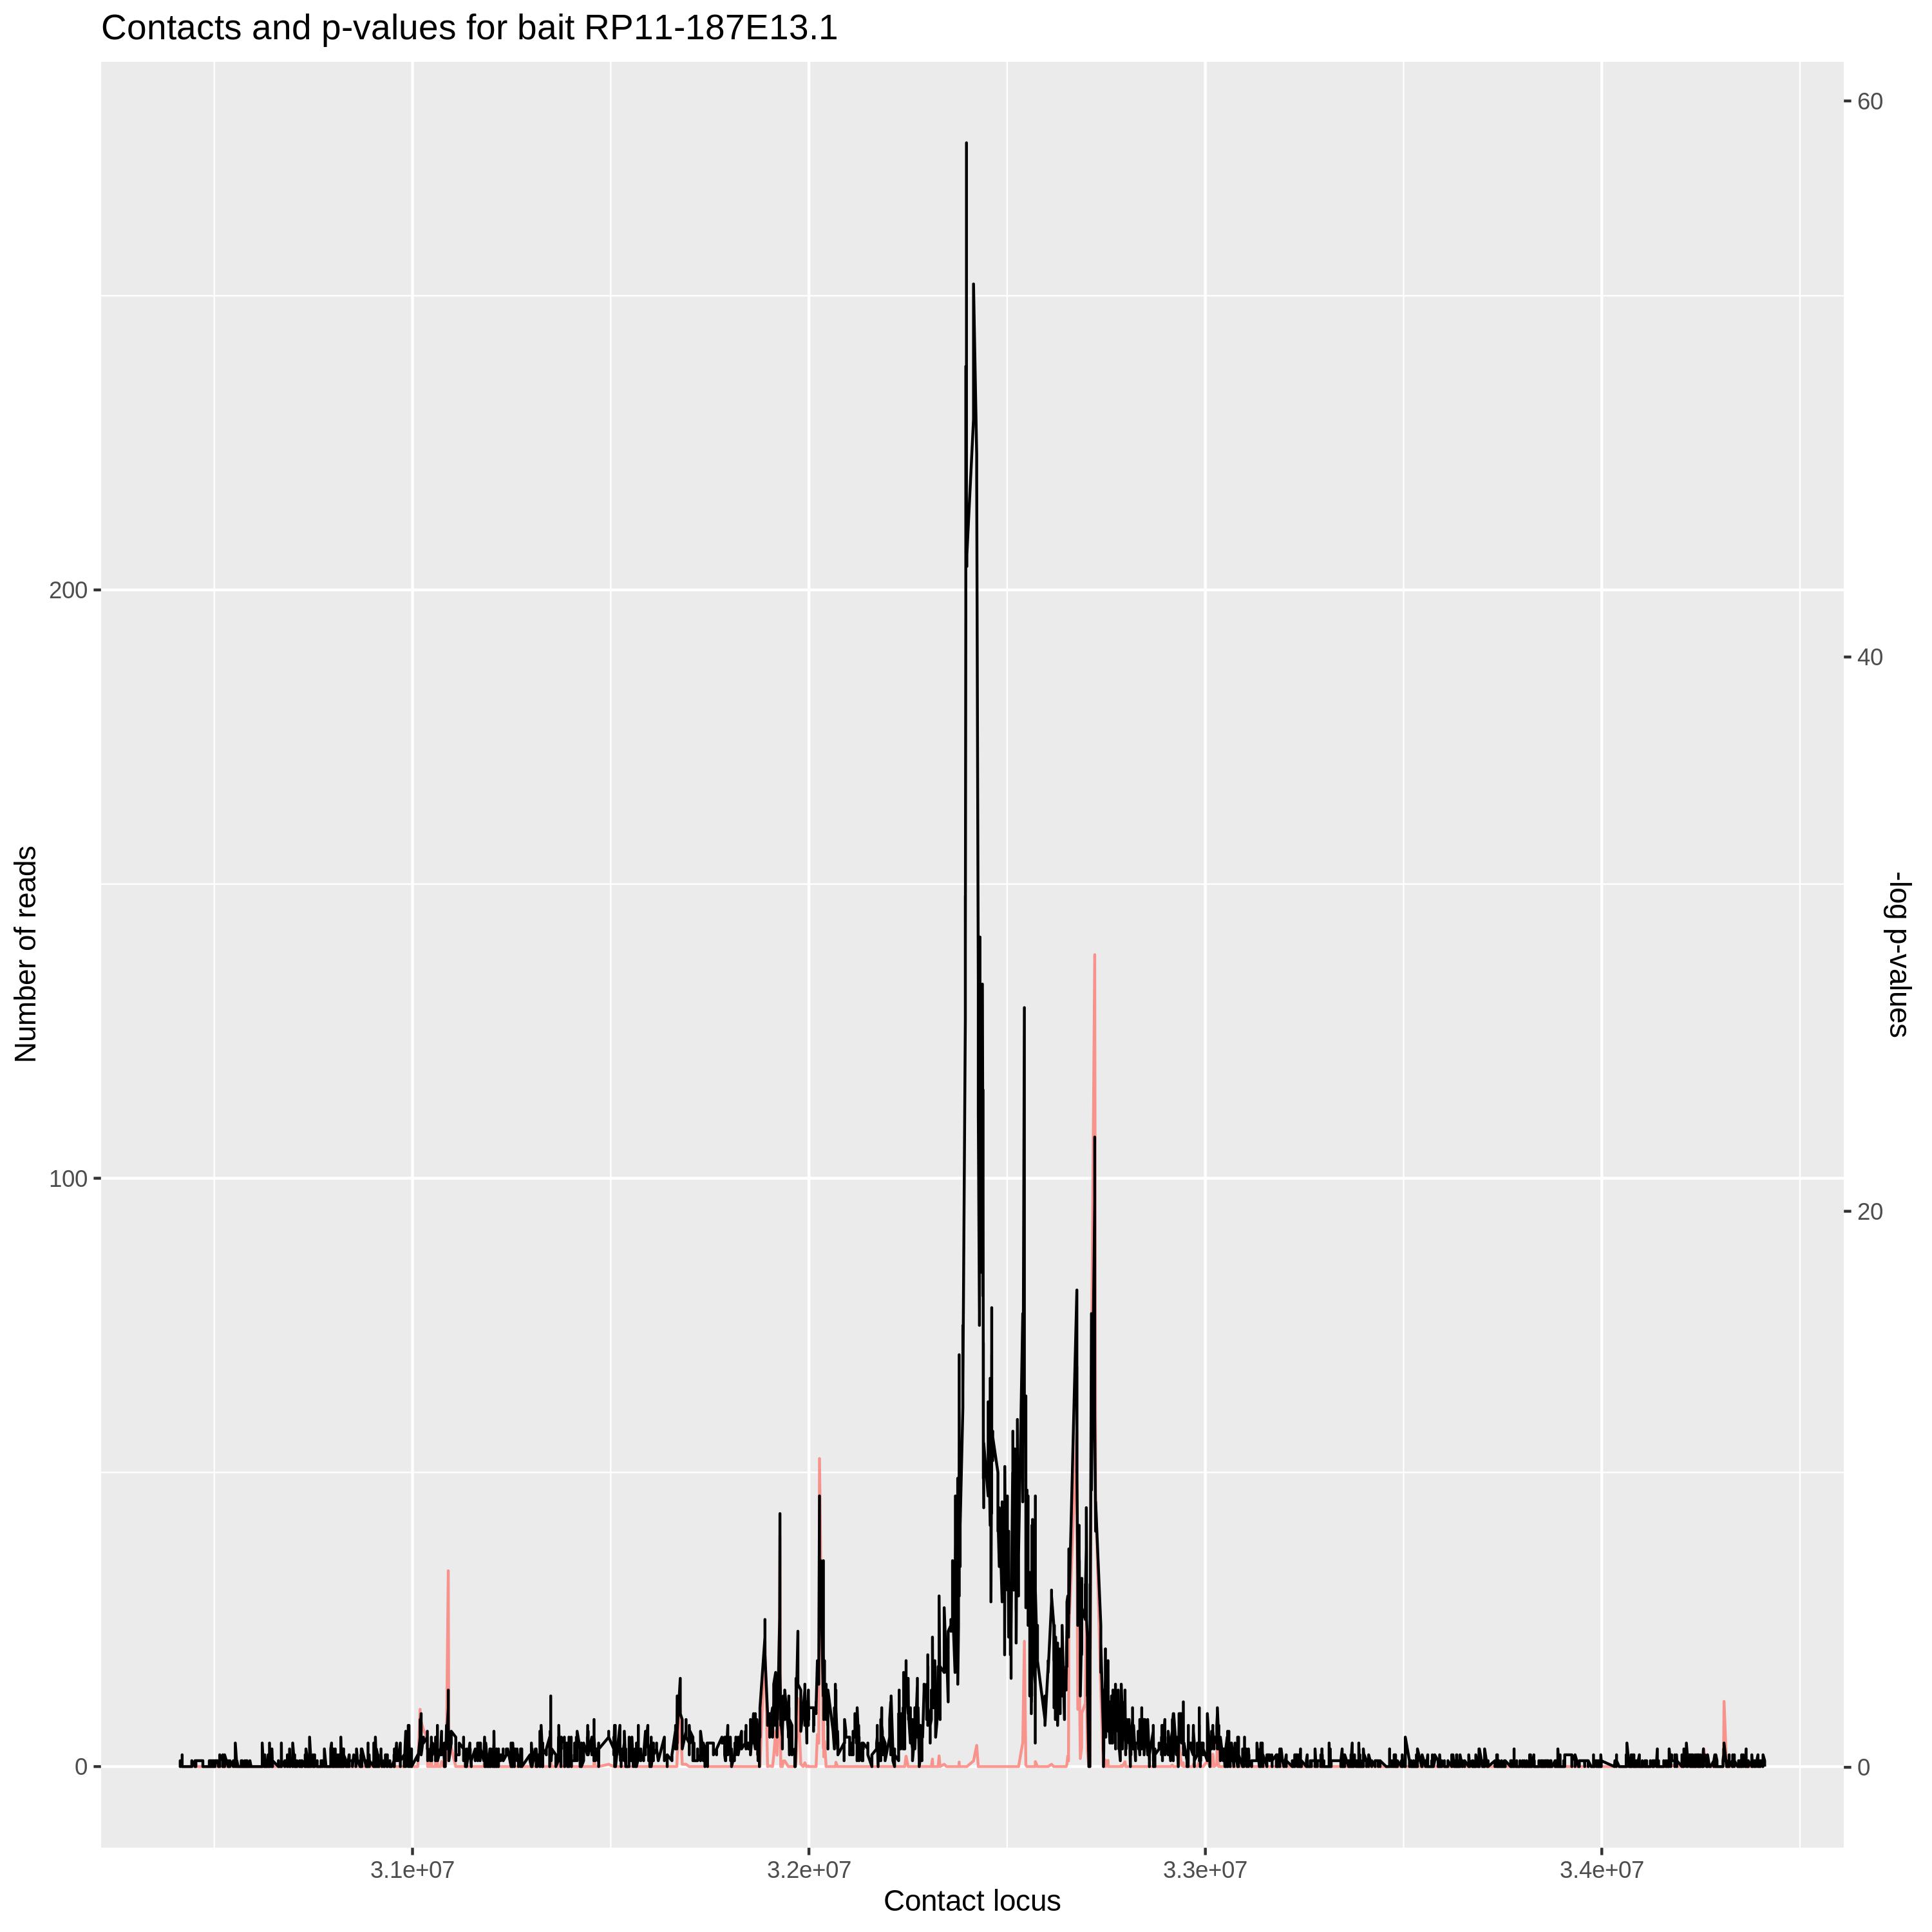 Contacts and p-values for bait RP11-187E13.1
60
200
40
Number of reads
-log p-values
100
20
0
0
3.1e+07
3.2e+07
3.3e+07
3.4e+07
Contact locus